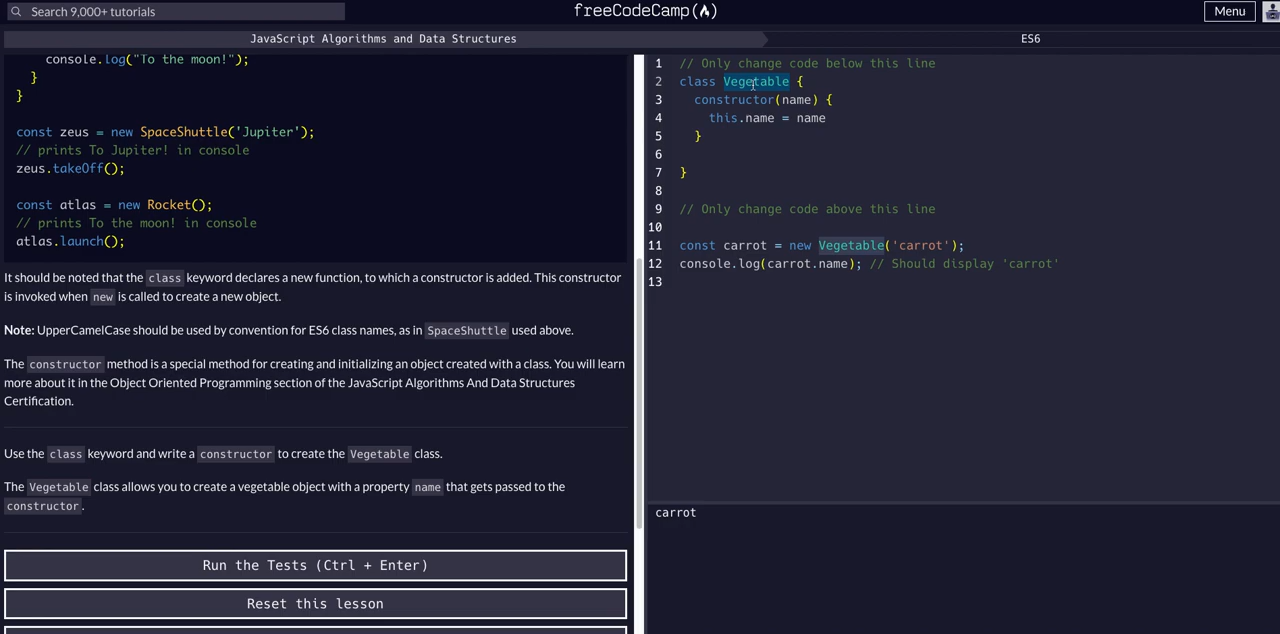 Search 9,000+ tutorials
freeCodeCamp(🔥)
Menu
JavaScript Algorithms and Data Structures
ES6
console.log("To the moon!");
}
}
const zeus = new SpaceShuttle('Jupiter');
// prints To Jupiter! in console
zeus.takeOff();
const atlas = new Rocket();
// prints To the moon! in console
atlas.launch();
It should be noted that the class keyword declares a new function, to which a constructor is added. This constructor
is invoked when new is called to create a new object.
Note: UpperCamelCase should be used by convention for ES6 class names, as in SpaceShuttle used above.
The constructor method is a special method for creating and initializing an object created with a class. You will learn
more about it in the Object Oriented Programming section of the JavaScript Algorithms And Data Structures
Certification.
Use the class keyword and write a constructor to create the Vegetable class.
The Vegetable class allows you to create a vegetable object with a property name that gets passed to the
constructor.
Run the Tests (Ctrl + Enter)
Reset this lesson
1 // Only change code below this line
2 class Vegetable {
3 constructor(name) {
4 this.name = name
5 }
6
7 }
8
9 // Only change code above this line
10
11 const carrot = new Vegetable('carrot');
12 console.log(carrot.name); // Should display 'carrot'
13
carrot